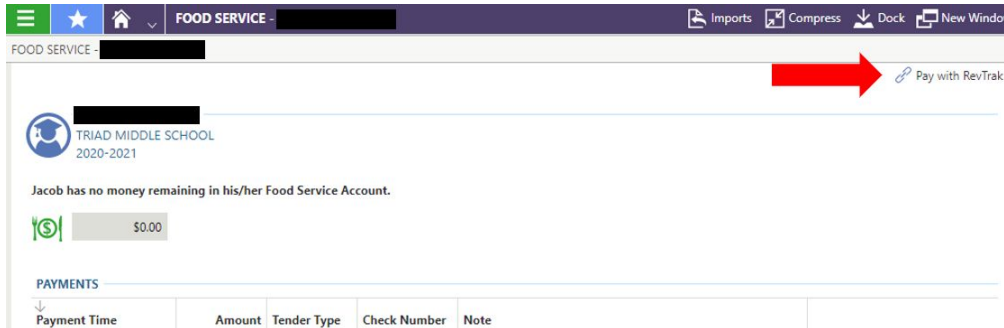 FOOD SERVICE - Imports Compress Dock New Windo
FOOD SERVICE -
Pay with RevTrak
TRIAD MIDDLE SCHOOL
2020-2021
Jacob has no money remaining in his/her Food Service Account.
$0.00
PAYMENTS
Payment Time Amount Tender Type Check Number Note